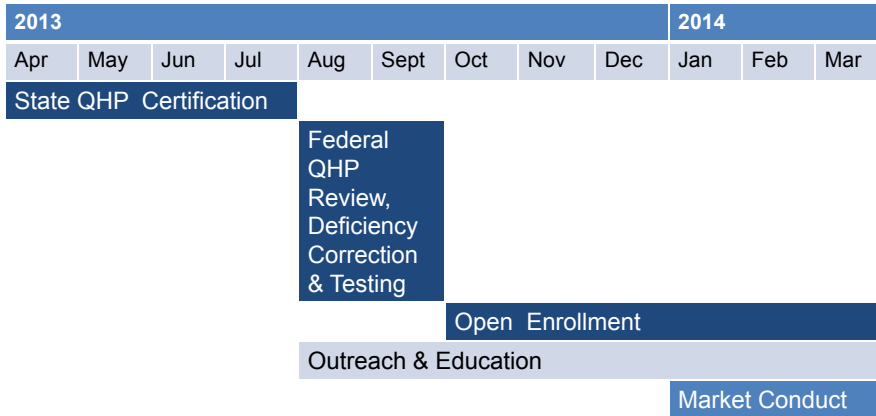 2013 2014
Apr May Jun Jul Aug Sept Oct Nov Dec Jan Feb Mar
State QHP Certification
Federal
QHP
Review,
Deficiency
Correction
& Testing
Open Enrollment
Outreach & Education
Market Conduct